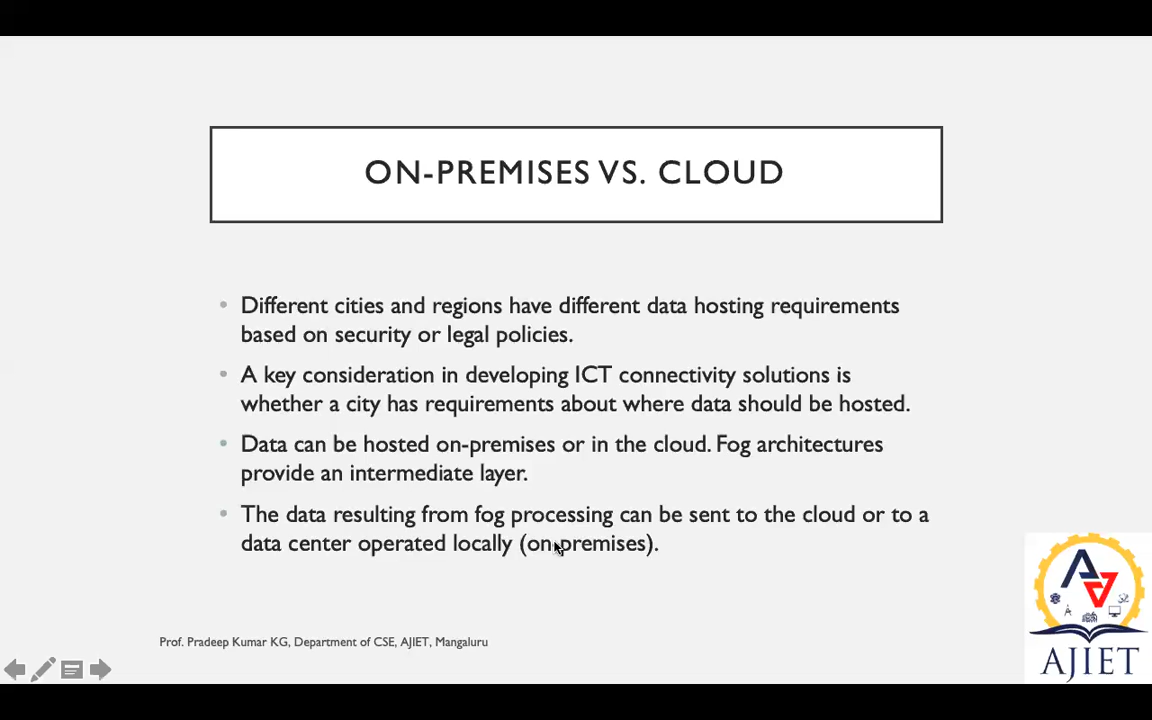 ON-PREMISES VS. CLOUD
Different cities and regions have different data hosting requirements
based on security or legal policies.
A key consideration in developing ICT connectivity solutions is
whether a city has requirements about where data should be hosted.
Data can be hosted on-premises or in the cloud. Fog architectures
provide an intermediate layer.
The data resulting from fog processing can be sent to the cloud or to a
data center operated locally (on-premises).
Prof. Pradeep Kumar KG, Department of CSE, AJIET, Mangaluru
AJIET